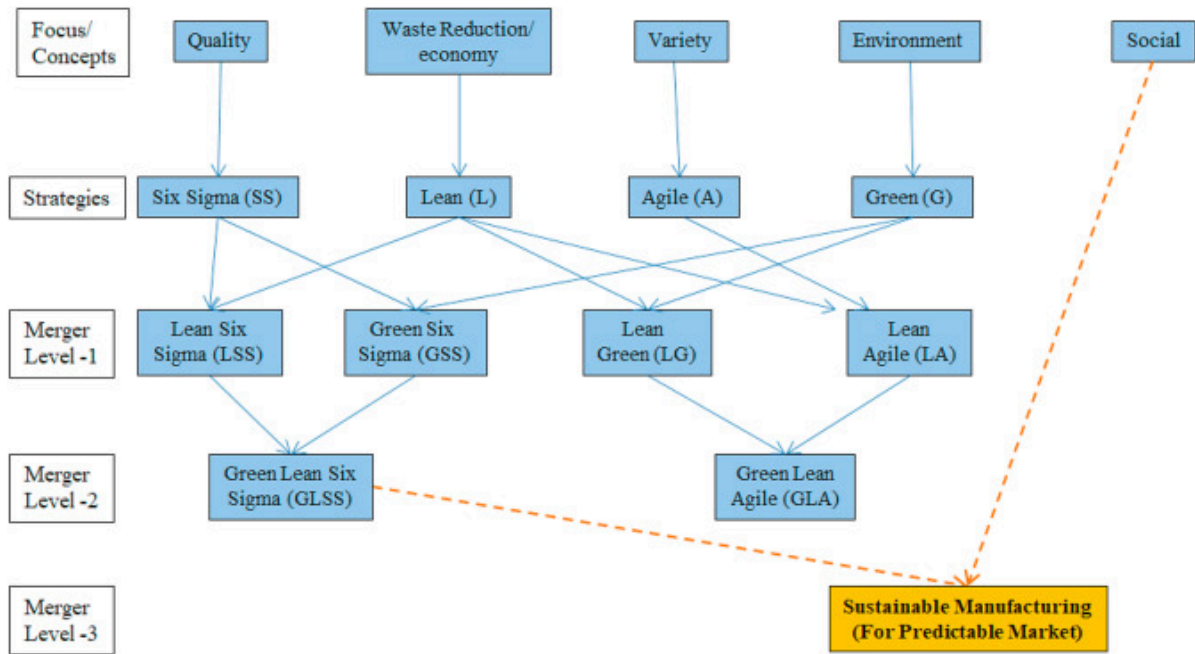 Focus/
Concepts
Quality
Waste Reduction/
economy
Variety
Environment
Social
Strategies
Six Sigma (SS)
Lean (L)
Agile (A)
Green (G)
Merger
Level -1
Lean Six
Sigma (LSS)
Green Six
Sigma (GSS)
Lean
Green (LG)
Lean
Agile (LA)
Merger
Level -2
Green Lean Six
Sigma (GLSS)
Green Lean
Agile (GLA)
Merger
Level -3
Sustainable Manufacturing
(For Predictable Market)